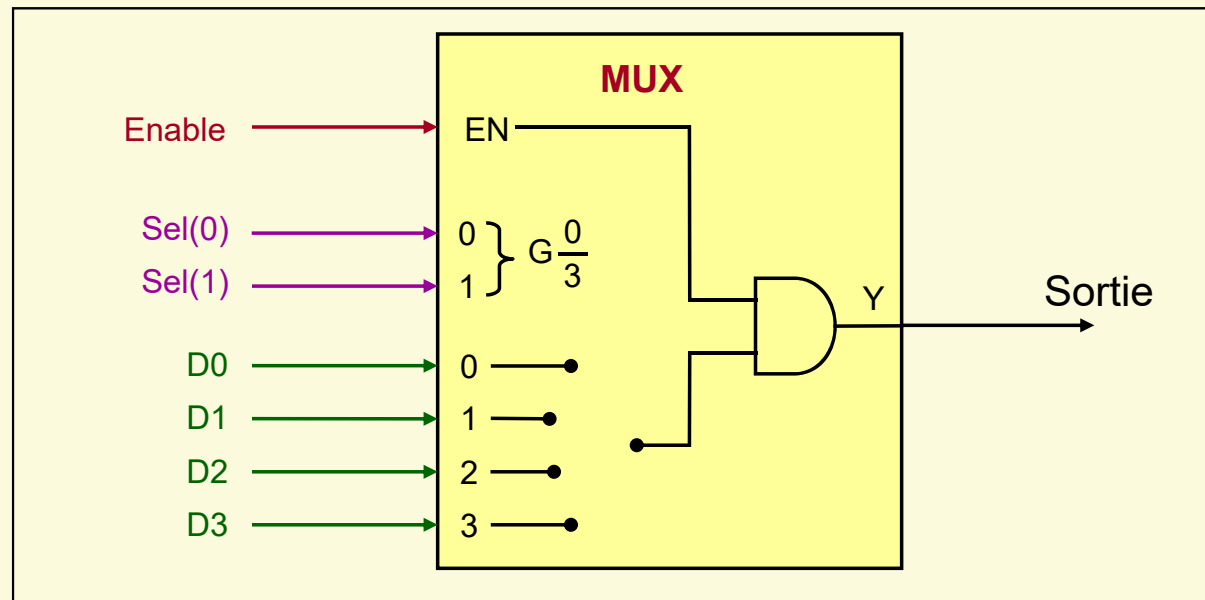 MUX
Enable EN
Sel(0) 0
G 0
3
Sel(1) 1
Y
Sortie
D0 0
D1 1
D2 2
D3 3